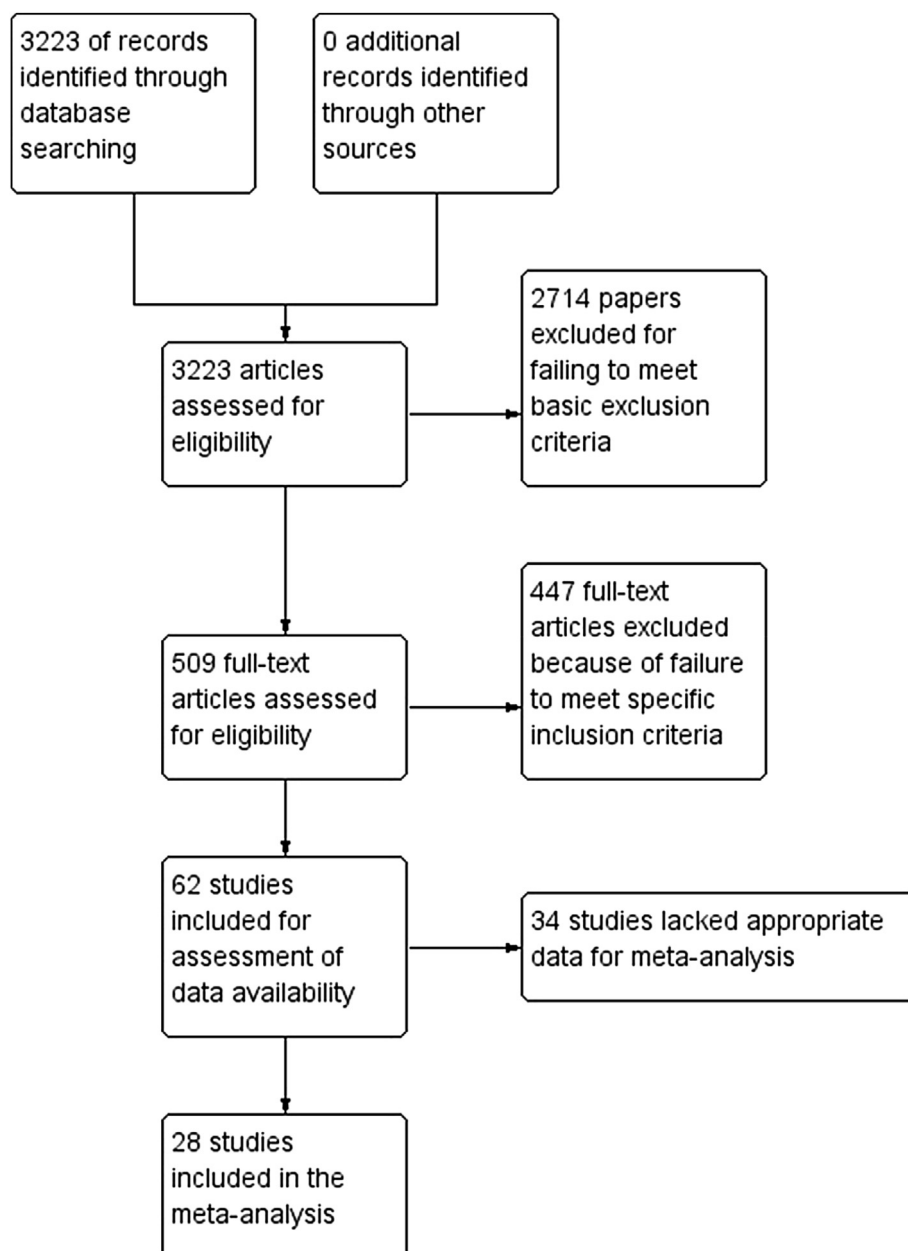 3223 of records
identified through
database
searching
0 additional
records identified
through other
sources
3223 articles
assessed for
eligibility
2714 papers
excluded for
failing to meet
basic exclusion
criteria
509 full-text
articles assessed
for eligibility
447 full-text
articles excluded
because of failure
to meet specific
inclusion criteria
62 studies
included for
assessment of
data availability
34 studies lacked appropriate
data for meta-analysis
28 studies
included in the
meta-analysis